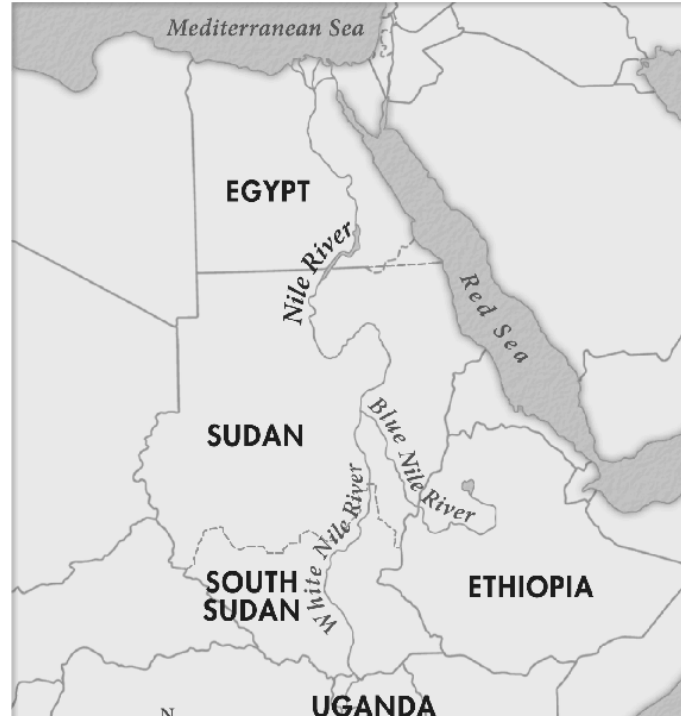 Mediterranean Sea
EGYPT
Nile River
Red Sea
SUDAN
Blue Nile River
White Nile River
SOUTH
SUDAN
ETHIOPIA
UGANDA
N